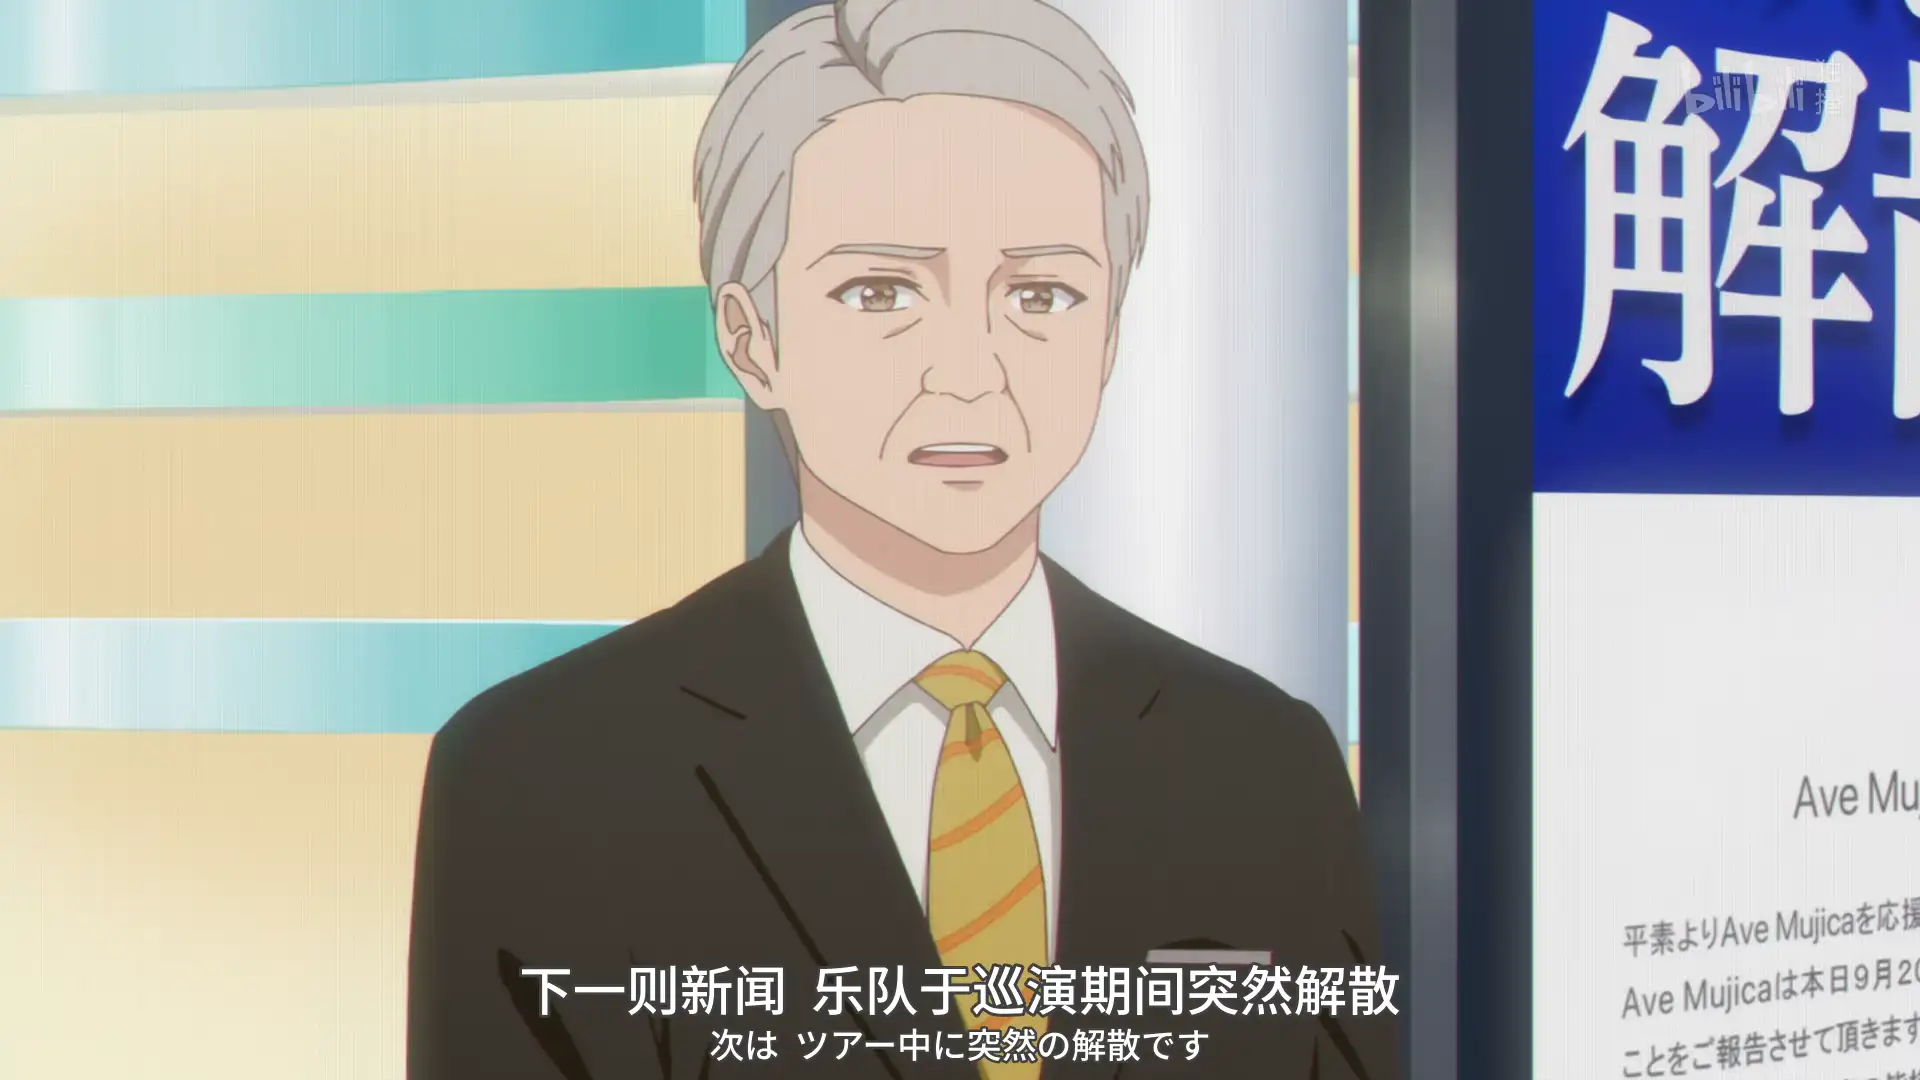 解散
bilibili 独播
Ave Mu
平素よりAve Mujicaを応援
Ave Mujicaは本日9月20
ことをご報告させて頂きます
下一则新闻 乐队于巡演期间突然解散
次は ツアー中に突然の解散です